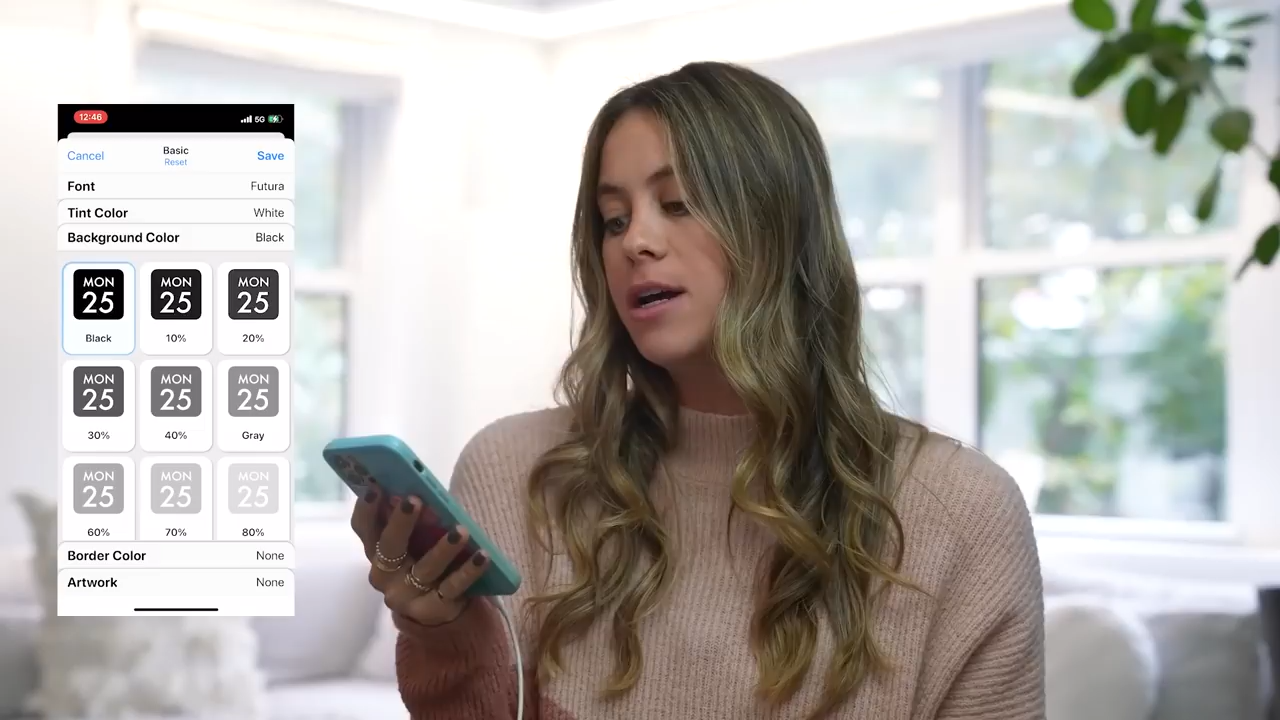 12:46
5G
Cancel
Basic
Save
Reset
Font Futura
Tint Color White
Background Color Black
MON MON MON
25 25 25
Black 10% 20%
MON MON MON
25 25 25
30% 40% Gray
MON MON MON
25 25 25
60% 70% 80%
Border Color None
Artwork None